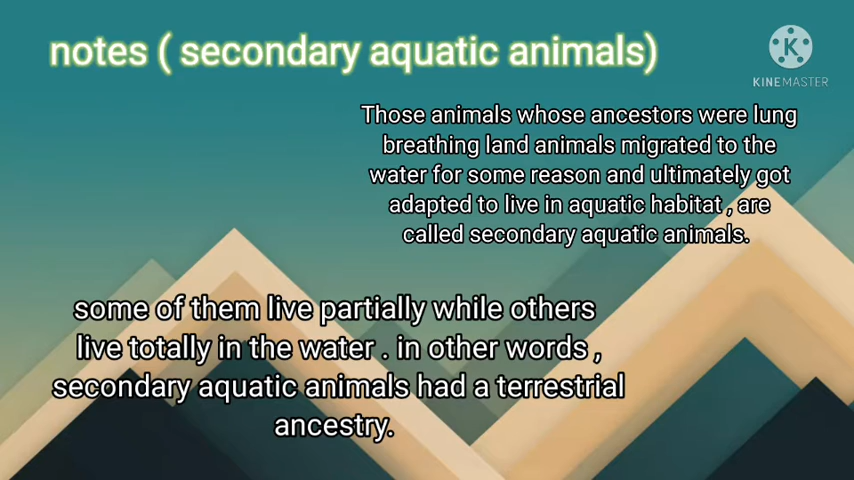 notes ( secondary aquatic animals)
K
KINEMASTER
Those animals whose ancestors were lung
breathing land animals migrated to the
water for some reason and ultimately got
adapted to live in aquatic habitat , are
called secondary aquatic animals.
some of them live partially while others
live totally in the water . in other words ,
secondary aquatic animals had a terrestrial
ancestry.